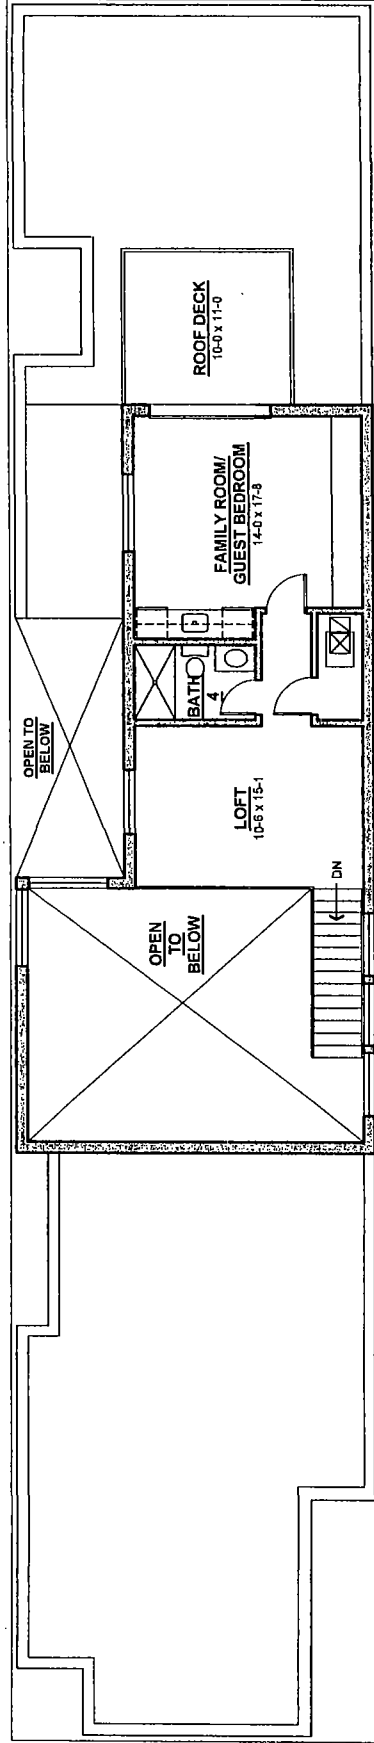 ROOF DECK
10-0 x 11-0
FAMILY ROOM/
GUEST BEDROOM
14-0 x 17-8
BATH
4
OPEN TO
BELOW
LOFT
10-6 x 15-1
DN
OPEN
TO
BELOW